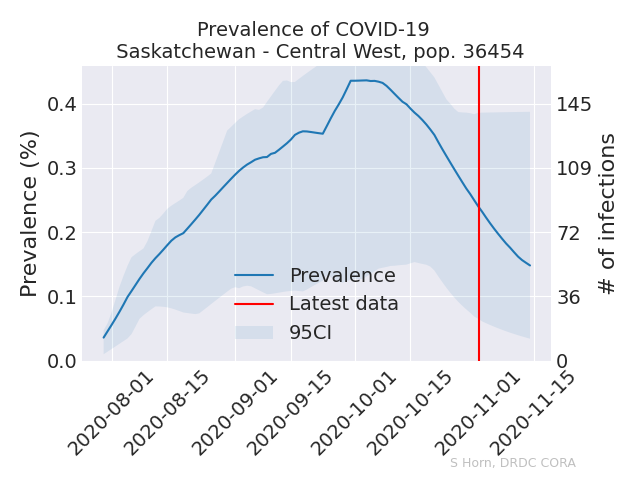 Prevalence of COVID-19
Saskatchewan - Central West, pop. 36454
Prevalence (%)
0.4
0.3
0.2
0.1
0.0
145
109
72
36
0
# of infections
Prevalence
Latest data
95CI
2020-08-01
2020-08-15
2020-09-01
2020-09-15
2020-10-01
2020-10-15
2020-11-01
2020-11-15
S Horn, DRDC CORA